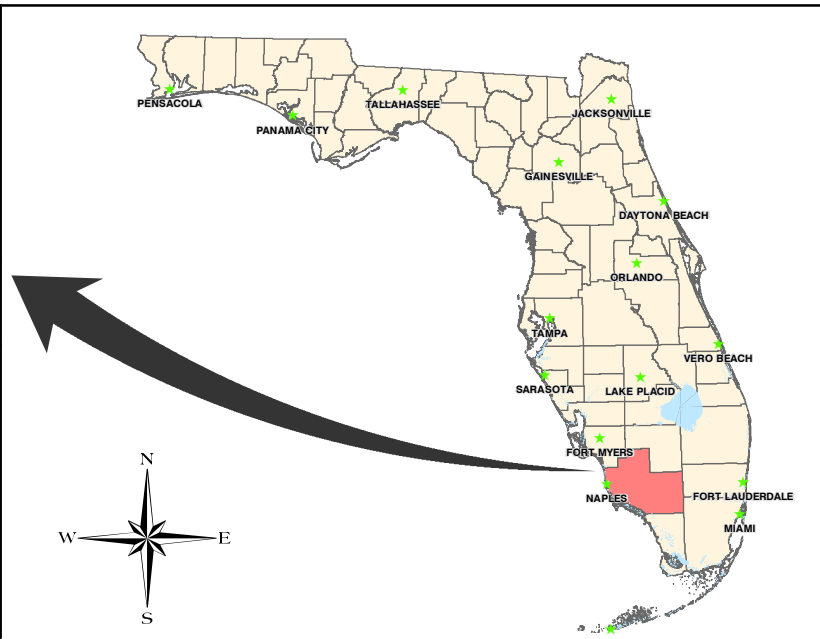 PENSACOLA
TALLAHASSEE
JACKSONVILLE
PANAMA CITY
GAINESVILLE
DAYTONA BEACH
ORLANDO
TAMPA
VERO BEACH
SARASOTA
LAKE PLACID
FORT MYERS
NAPLES
FORT LAUDERDALE
MIAMI
N
W
E
S